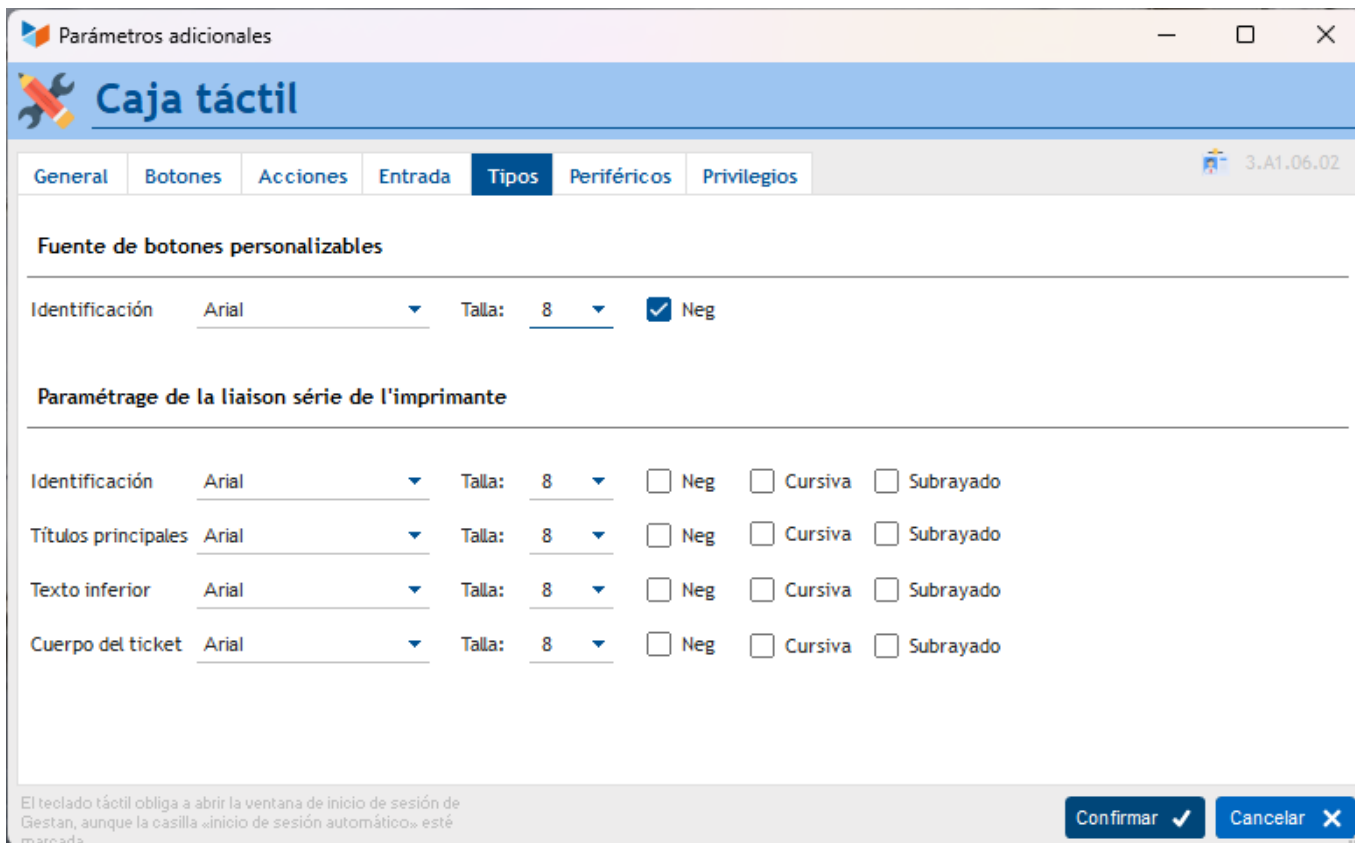 Parámetros adicionales
Caja táctil
General Botones Acciones Entrada Tipos Periféricos Privilegios
3.A1.06.02
Fuente de botones personalizables
Identificación Arial Talla: 8 Neg
Paramétrage de la liaison série de l'imprimante
Identificación Arial Talla: 8 Neg Cursiva Subrayado
Títulos principales Arial Talla: 8 Neg Cursiva Subrayado
Texto inferior Arial Talla: 8 Neg Cursiva Subrayado
Cuerpo del ticket Arial Talla: 8 Neg Cursiva Subrayado
El teclado táctil obliga a abrir la ventana de inicio de sesión de
Gestan, aunque la casilla «inicio de sesión automático» esté
marcada
Confirmar Cancelar